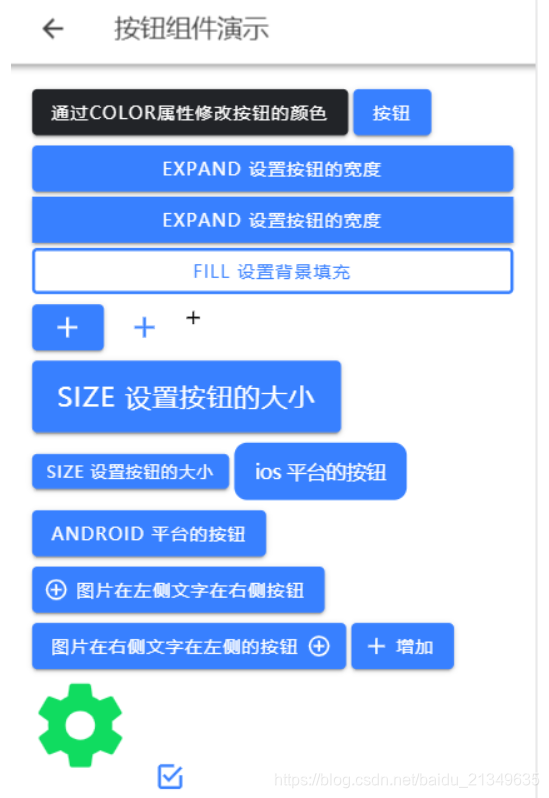 按钮组件演示
通过COLOR属性修改按钮的颜色 按钮
EXPAND 设置按钮的宽度
EXPAND 设置按钮的宽度
FILL 设置背景填充
SIZE 设置按钮的大小
SIZE 设置按钮的大小 ios 平台的按钮
ANDROID 平台的按钮
图片在左侧文字在右侧按钮
图片在右侧文字在左侧的按钮 增加
https://blog.csdn.net/baidu_21349635